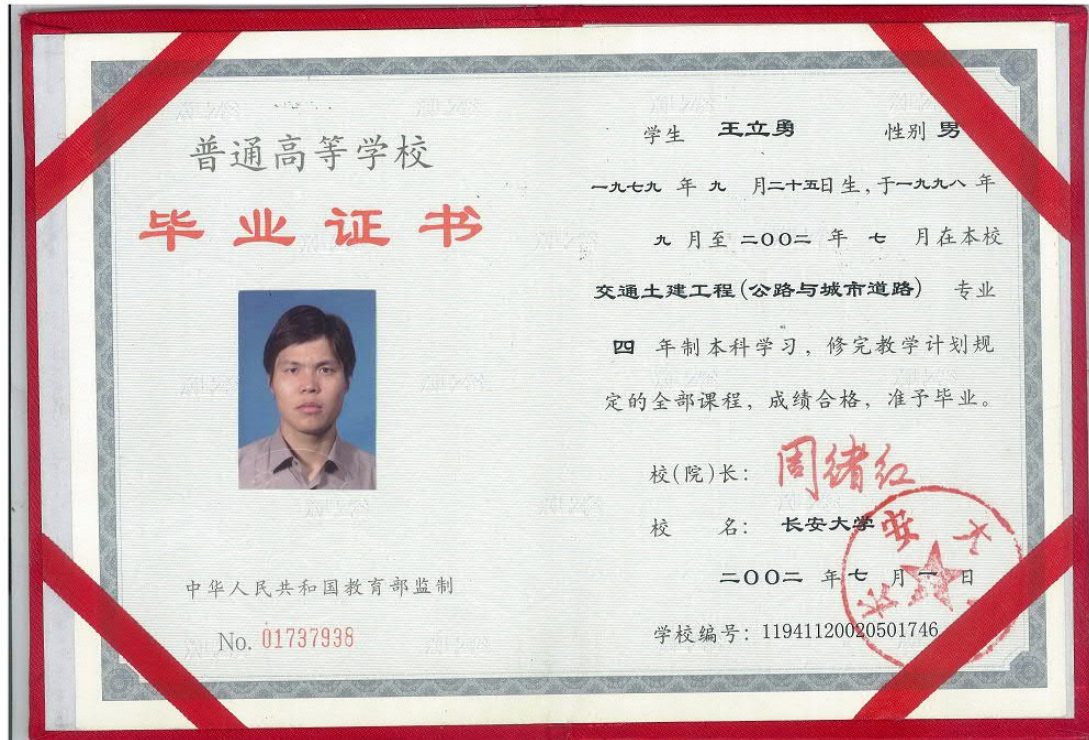 普通高等学校
毕业证书
中华人民共和国教育部监制
No. 01737938
学生 王立勇 性别 男
一九七九 年 九 月二十五日生,于一九九八 年
九 月至 二〇〇二 年 七 月在本校
交通土建工程(公路与城市道路) 专业
四 年制本科学习,修完教学计划规
定的全部课程,成绩合格,准予毕业。
校(院)长: 周绪红
校 名: 长安大学
二〇〇二 年 七 月 一 日
学校编号: 11941120020501746